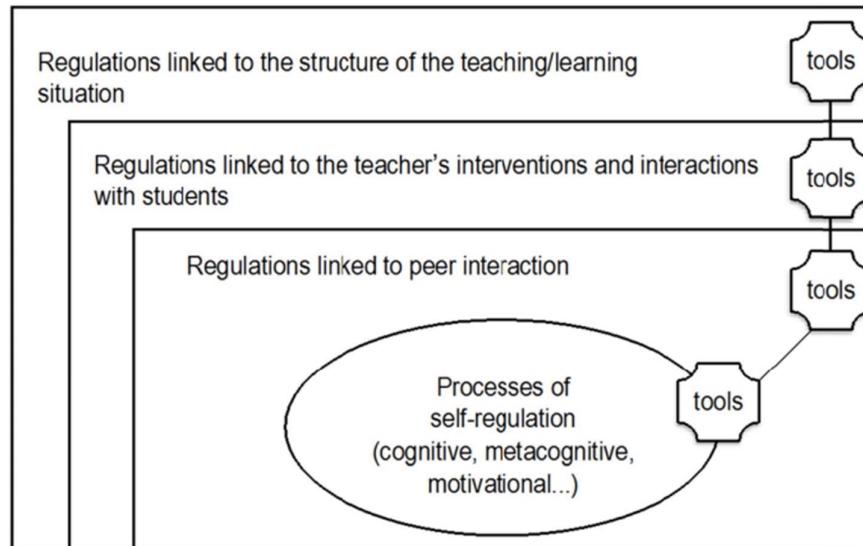 Regulations linked to the structure of the teaching/learning
situation
tools
Regulations linked to the teacher's interventions and interactions
with students
tools
Regulations linked to peer interaction
tools
Processes of
self-regulation
(cognitive, metacognitive,
motivational...)
tools